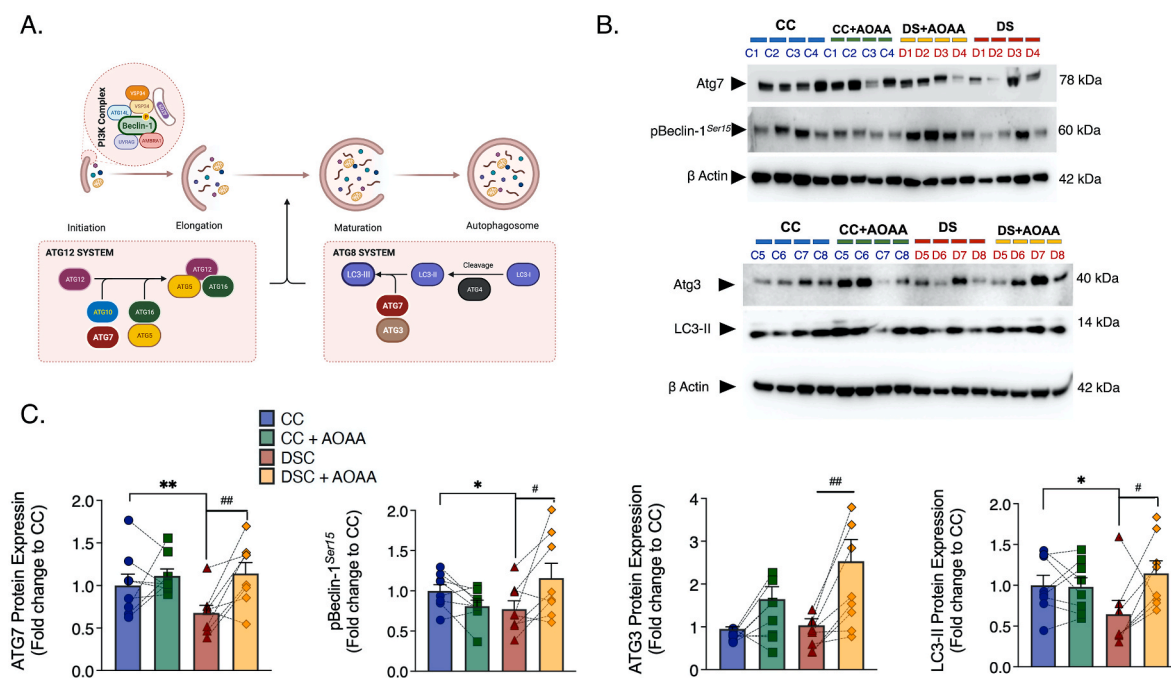 A.
PI3K Complex
VSP34
VSP34
ATG14L
P
Beclin-1
UVRAG
AMBRA1
Initiation
Elongation
Maturation
Autophagosome
ATG12 SYSTEM
ATG12
ATG10
ATG7
ATG16
ATG5
ATG12
ATG5
ATG16
ATG8 SYSTEM
LC3-III
LC3-II
Cleavage
ATG4
LC3-I
ATG7
ATG3
B.
CC CC+AOAA DS+AOAA DS
C1 C2 C3 C4 C1 C2 C3 C4 D1 D2 D3 D4 D1 D2 D3 D4
Atg7 78 kDa
pBeclin-1Ser15 60 kDa
β Actin 42 kDa
CC CC+AOAA DS DS+AOAA
C5 C6 C7 C8 C5 C6 C7 C8 D5 D6 D7 D8 D5 D6 D7 D8
Atg3 40 kDa
LC3-II 14 kDa
β Actin 42 kDa
C.
CC
CC + AOAA
DSC
DSC + AOAA
ATG7 Protein Expressin
(Fold change to CC)
2.0
1.5
1.0
0.5
0.0
**
##
pBeclin-1Ser15
(Fold change to CC)
2.0
1.5
1.0
0.5
0.0
*
#
ATG3 Protein Expression
(Fold change to CC)
4
3
2
1
0
##
LC3-II Protein Expression
(Fold change to CC)
2.0
1.5
1.0
0.5
0.0
*
#